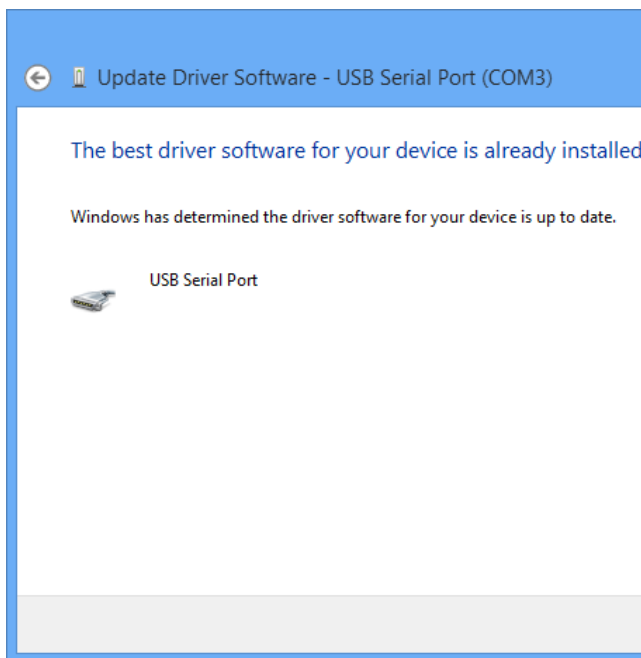 Update Driver Software - USB Serial Port (COM3)
The best driver software for your device is already installed
Windows has determined the driver software for your device is up to date.
USB Serial Port